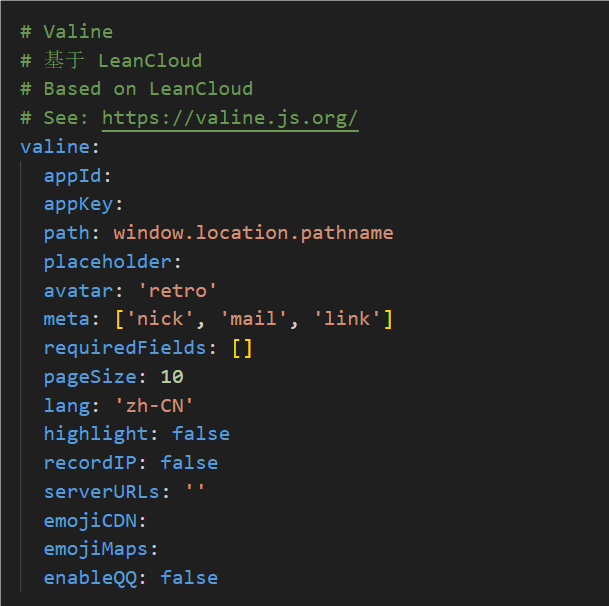 # Valine
# 基于 LeanCloud
# Based on LeanCloud
# See: https://valine.js.org/
valine:
  appId:
  appKey:
  path: window.location.pathname
  placeholder:
  avatar: 'retro'
  meta: ['nick', 'mail', 'link']
  requiredFields: []
  pageSize: 10
  lang: 'zh-CN'
  highlight: false
  recordIP: false
  serverURLs: ''
  emojiCDN:
  emojiMaps:
  enableQQ: false